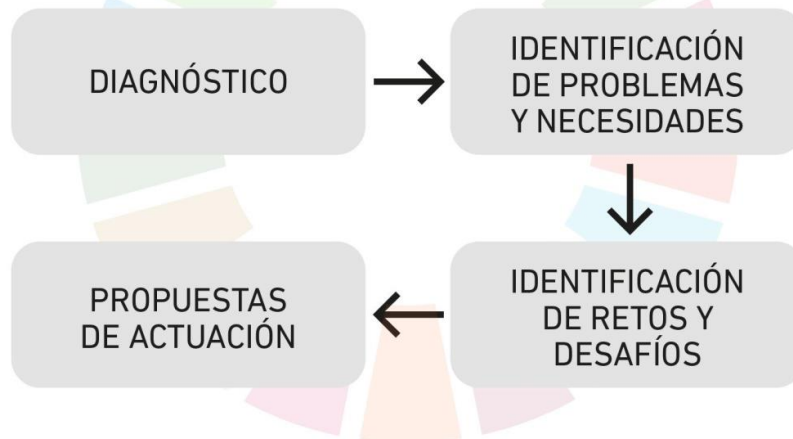 DIAGNÓSTICO
IDENTIFICACIÓN
DE PROBLEMAS
Y NECESIDADES
IDENTIFICACIÓN
DE RETOS Y
DESAFÍOS
PROPUESTAS
DE ACTUACIÓN